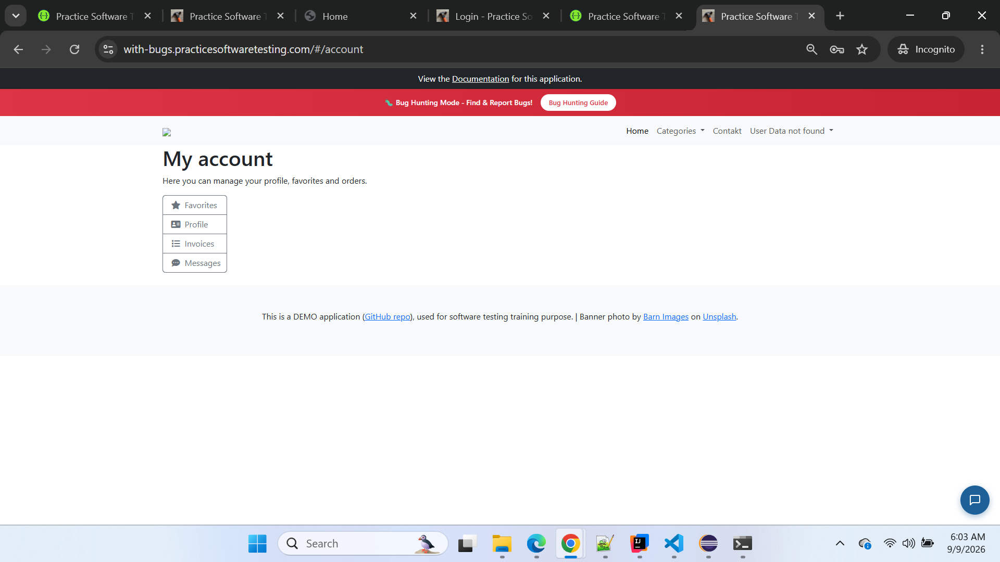 Practice Software T
Practice Software T
Home
Login - Practice So
Practice Software T
Practice Software T
with-bugs.practicesoftwaretesting.com/#/account
Incognito
View the Documentation for this application.
Bug Hunting Mode - Find & Report Bugs!
Bug Hunting Guide
Home
Categories
Contakt
User Data not found
My account
Here you can manage your profile, favorites and orders.
Favorites
Profile
Invoices
Messages
This is a DEMO application (GitHub repo), used for software testing training purpose. | Banner photo by Barn Images on Unsplash.
Search
6:03 AM
9/9/2026